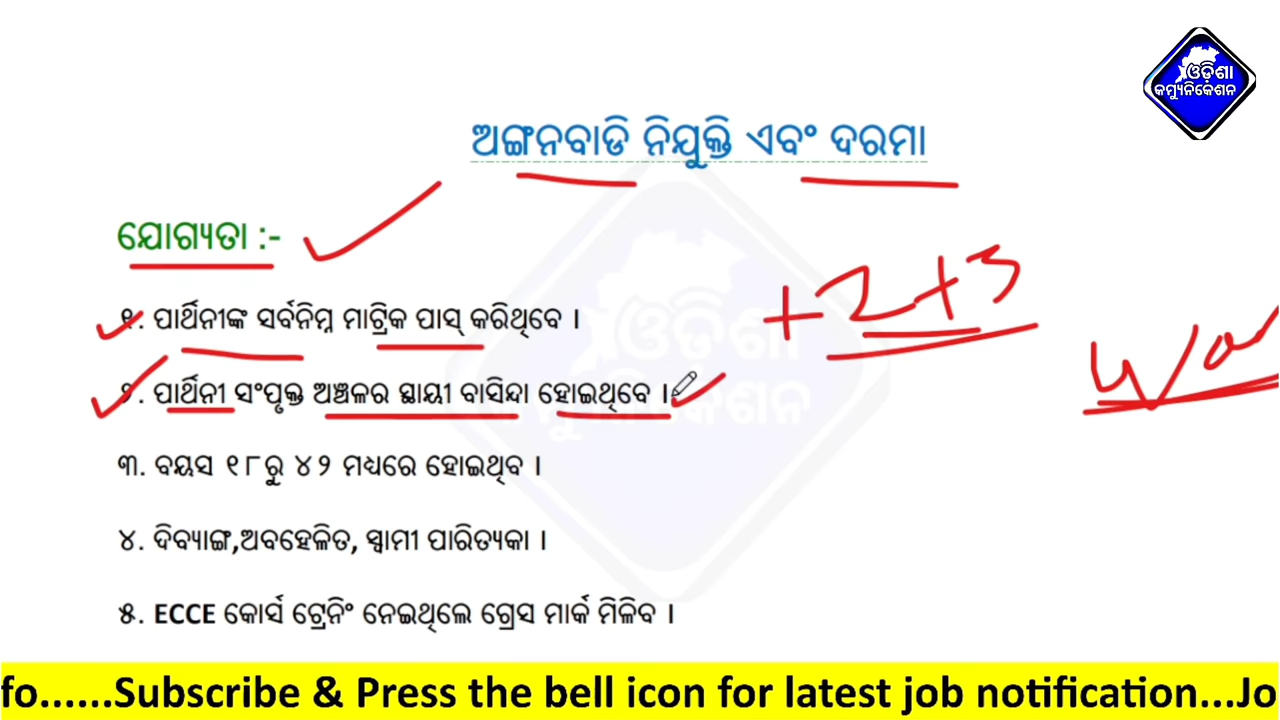 ଓଡ଼ିଶା
କମ୍ୟୁନିକେଶନ
ଅଙ୍ଗନବାଡି ନିଯୁକ୍ତି ଏବଂ ଦରମା
ଯୋଗ୍ୟତା :-
୧. ପାର୍ଥିନୀଙ୍କ ସର୍ବନିମ୍ନ ମାଟ୍ରିକ ପାସ୍ କରିଥିବେ ।
+2+3
୨. ପାର୍ଥିନୀ ସଂପୃକ୍ତ ଅଞ୍ଚଳର ସ୍ଥାୟୀ ବାସିନ୍ଦା ହୋଇଥିବେ ।
୩. ବୟସ ୧୮ରୁ ୪୨ ମଧ୍ୟରେ ହୋଇଥିବ ।
୪. ଦିବ୍ୟାଙ୍ଗ,ଅବହେଳିତ, ସ୍ୱାମୀ ପାରିତ୍ୟକା ।
୫. ECCE କୋର୍ସ ଟ୍ରେନିଂ ନେଇଥିଲେ ଗ୍ରେସ ମାର୍କ ମିଳିବ ।
fo......Subscribe & Press the bell icon for latest job notification...Jo